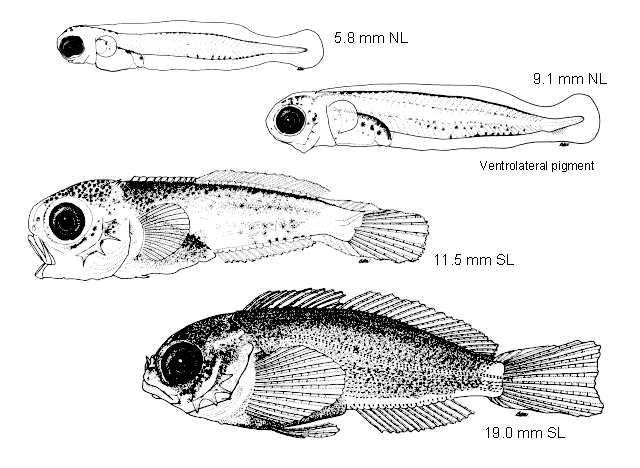 5.8 mm NL
9.1 mm NL
Ventrolateral pigment
11.5 mm SL
19.0 mm SL